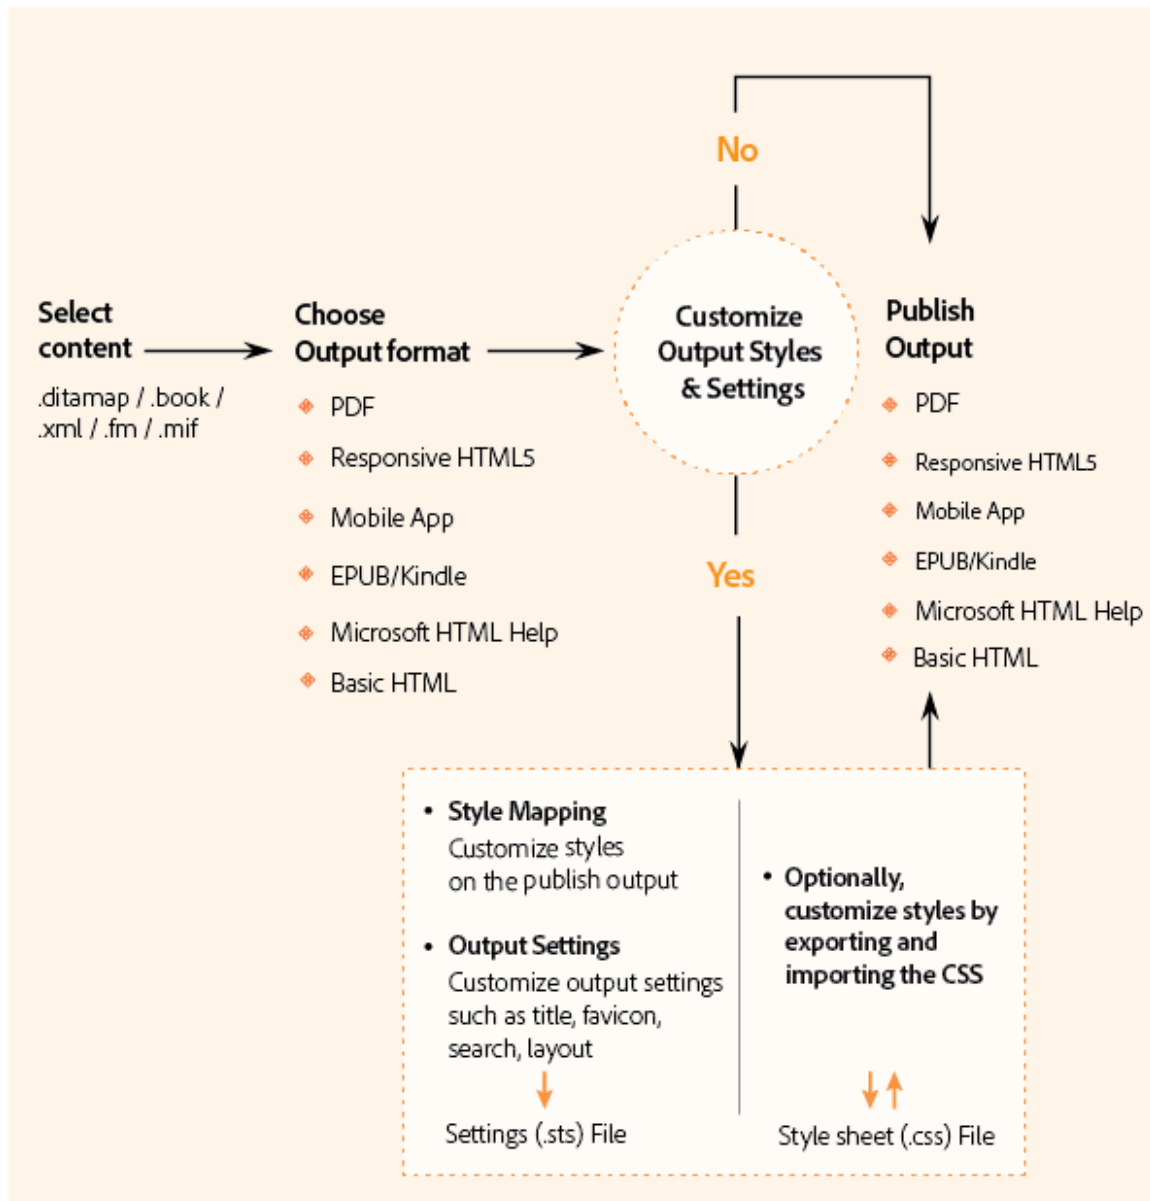 No
Select
content
.ditamap / .book /
.xml / .fm / .mif
Choose
Output format
PDF
Responsive HTML5
Mobile App
EPUB/Kindle
Microsoft HTML Help
Basic HTML
Customize
Output Styles
& Settings
Yes
Publish
Output
PDF
Responsive HTML5
Mobile App
EPUB/Kindle
Microsoft HTML Help
Basic HTML
• Style Mapping
Customize styles
on the publish output
• Output Settings
Customize output settings
such as title, favicon,
search, layout
Settings (.sts) File
• Optionally,
customize styles by
exporting and
importing the CSS
Style sheet (.css) File